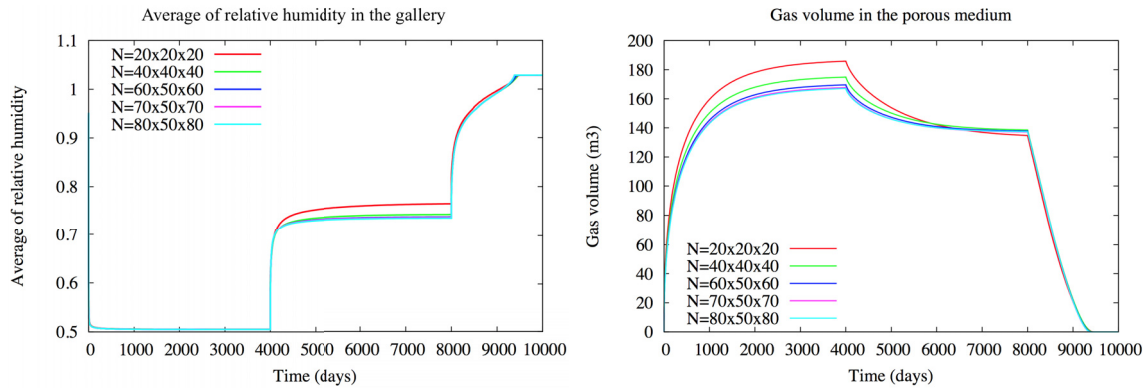 Average of relative humidity in the gallery
1.1
1
0.9
0.8
0.7
0.6
0.5
Average of relative humidity
N=20x20x20
N=40x40x40
N=60x50x60
N=70x50x70
N=80x50x80
0 1000 2000 3000 4000 5000 6000 7000 8000 9000 10000
Time (days)
Gas volume in the porous medium
200
180
160
140
120
100
80
60
40
20
0
Gas volume (m3)
N=20x20x20
N=40x40x40
N=60x50x60
N=70x50x70
N=80x50x80
0 1000 2000 3000 4000 5000 6000 7000 8000 9000 10000
Time (days)